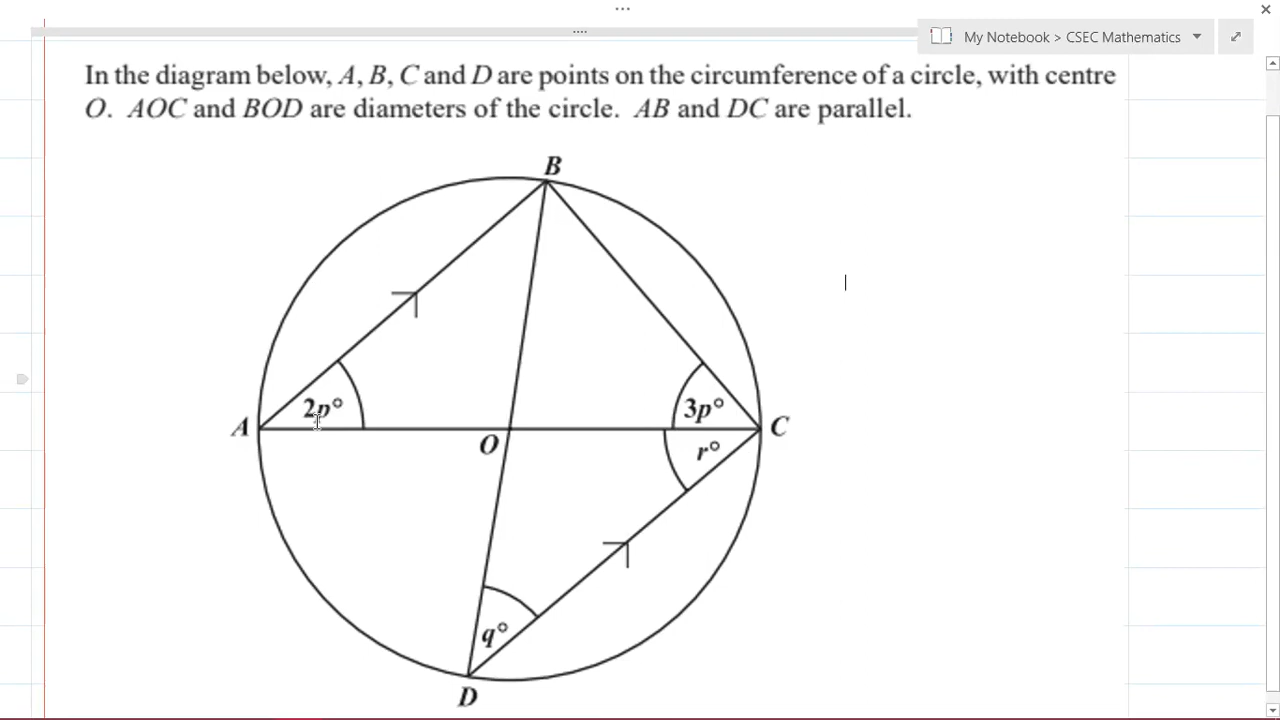 My Notebook > CSEC Mathematics
In the diagram below, A, B, C and D are points on the circumference of a circle, with centre
O. AOC and BOD are diameters of the circle. AB and DC are parallel.
B
2p° 3p°
A C
O r°
q°
D